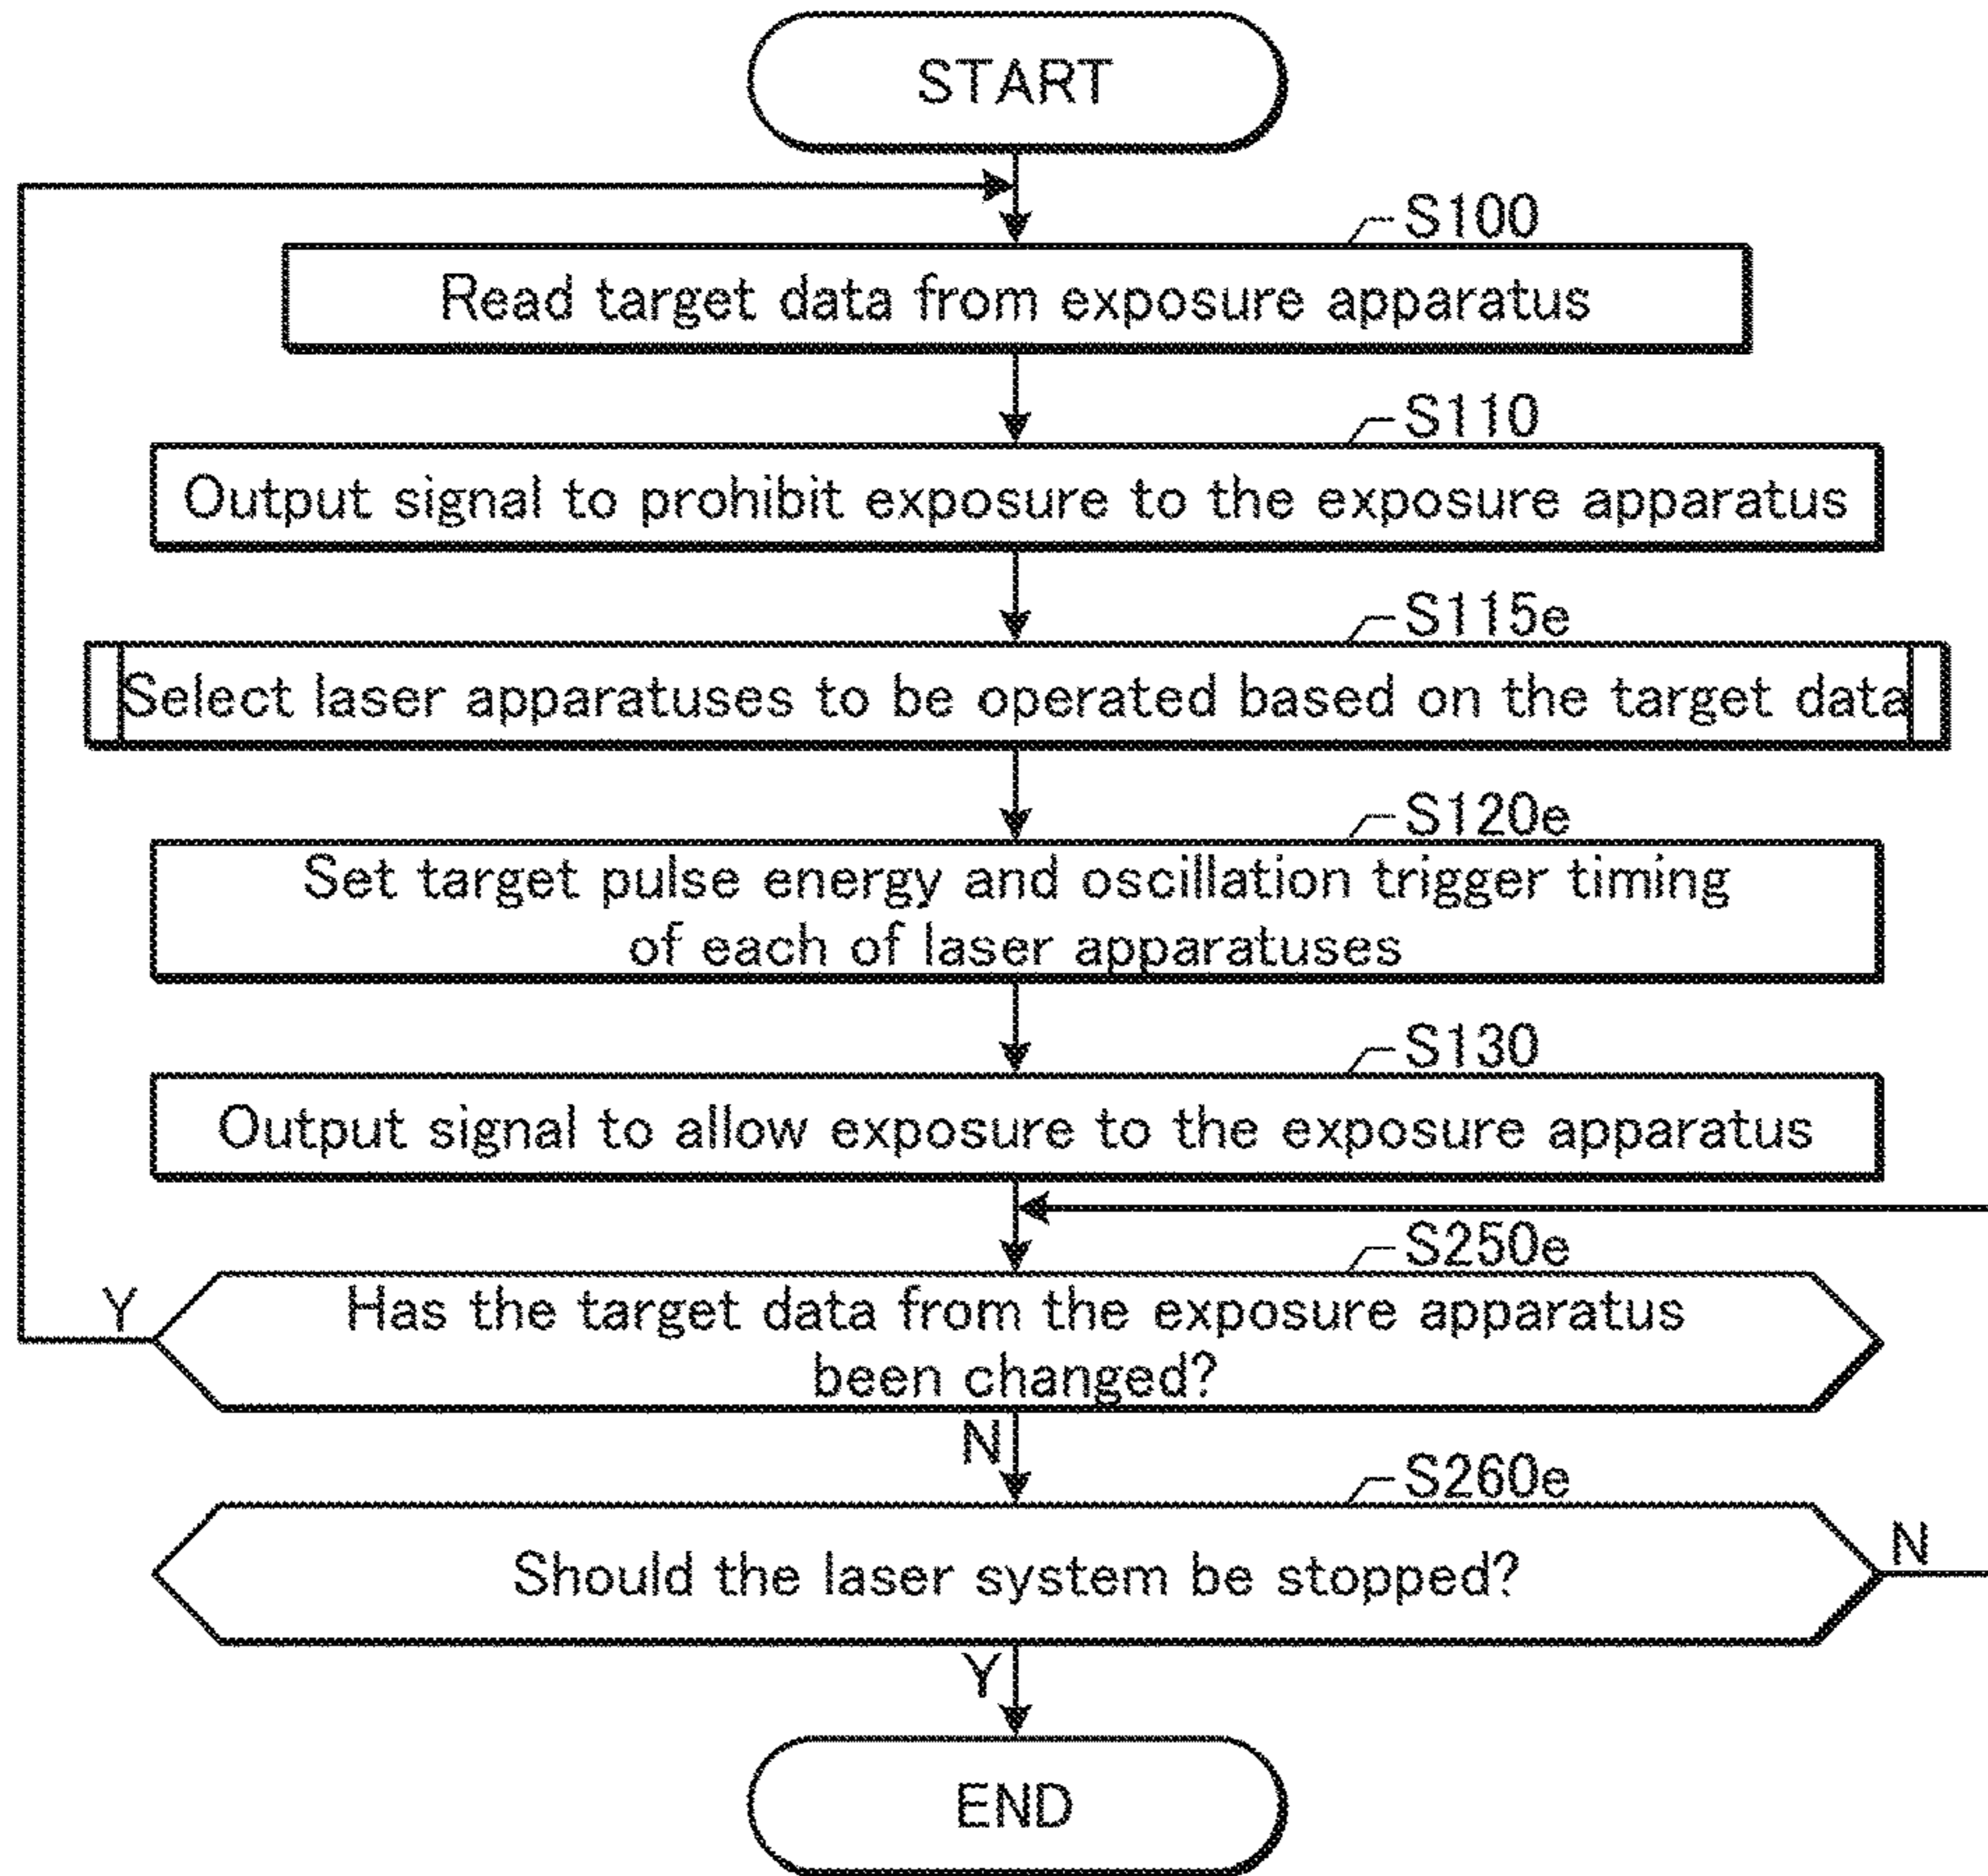 START
S100
Read target data from exposure apparatus
S110
Output signal to prohibit exposure to the exposure apparatus
S115e
Select laser apparatuses to be operated based on the target data
S120e
Set target pulse energy and oscillation trigger timing
of each of laser apparatuses
S130
Output signal to allow exposure to the exposure apparatus
S250e
Y
Has the target data from the exposure apparatus
been changed?
N
S260e
Should the laser system be stopped?
N
Y
END